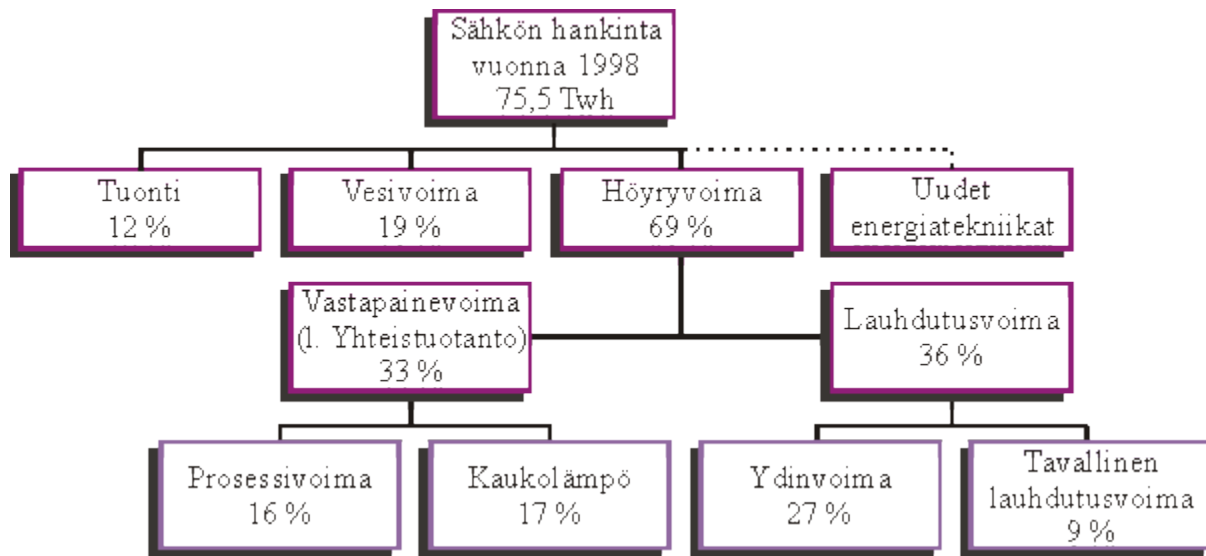 Sähkön hankinta
vuonna 1998
75,5 Twh
Tuonti
12 %
Vesivoima
19 %
Höyryvoima
69 %
Uudet
energiatekniikat
Vastapainevoima
(l. Yhteistuotanto)
33 %
Lauhdutusvoima
36 %
Prosessivoima
16 %
Kaukolämpö
17 %
Ydinvoima
27 %
Tavallinen
lauhdutusvoima
9 %